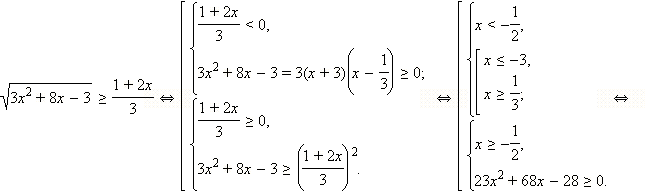 √(3x² + 8x − 3) ≥ (1 + 2x)/3 ⇔ [ { (1 + 2x)/3 < 0,
3x² + 8x − 3 = 3(x + 3)(x − 1/3) ≥ 0;
{ (1 + 2x)/3 ≥ 0,
3x² + 8x − 3 ≥ ((1 + 2x)/3)².
⇔ [ { x < −1/2,
[ x ≤ −3,
x ≥ 1/3;
{ x ≥ −1/2,
23x² + 68x − 28 ≥ 0.
⇔